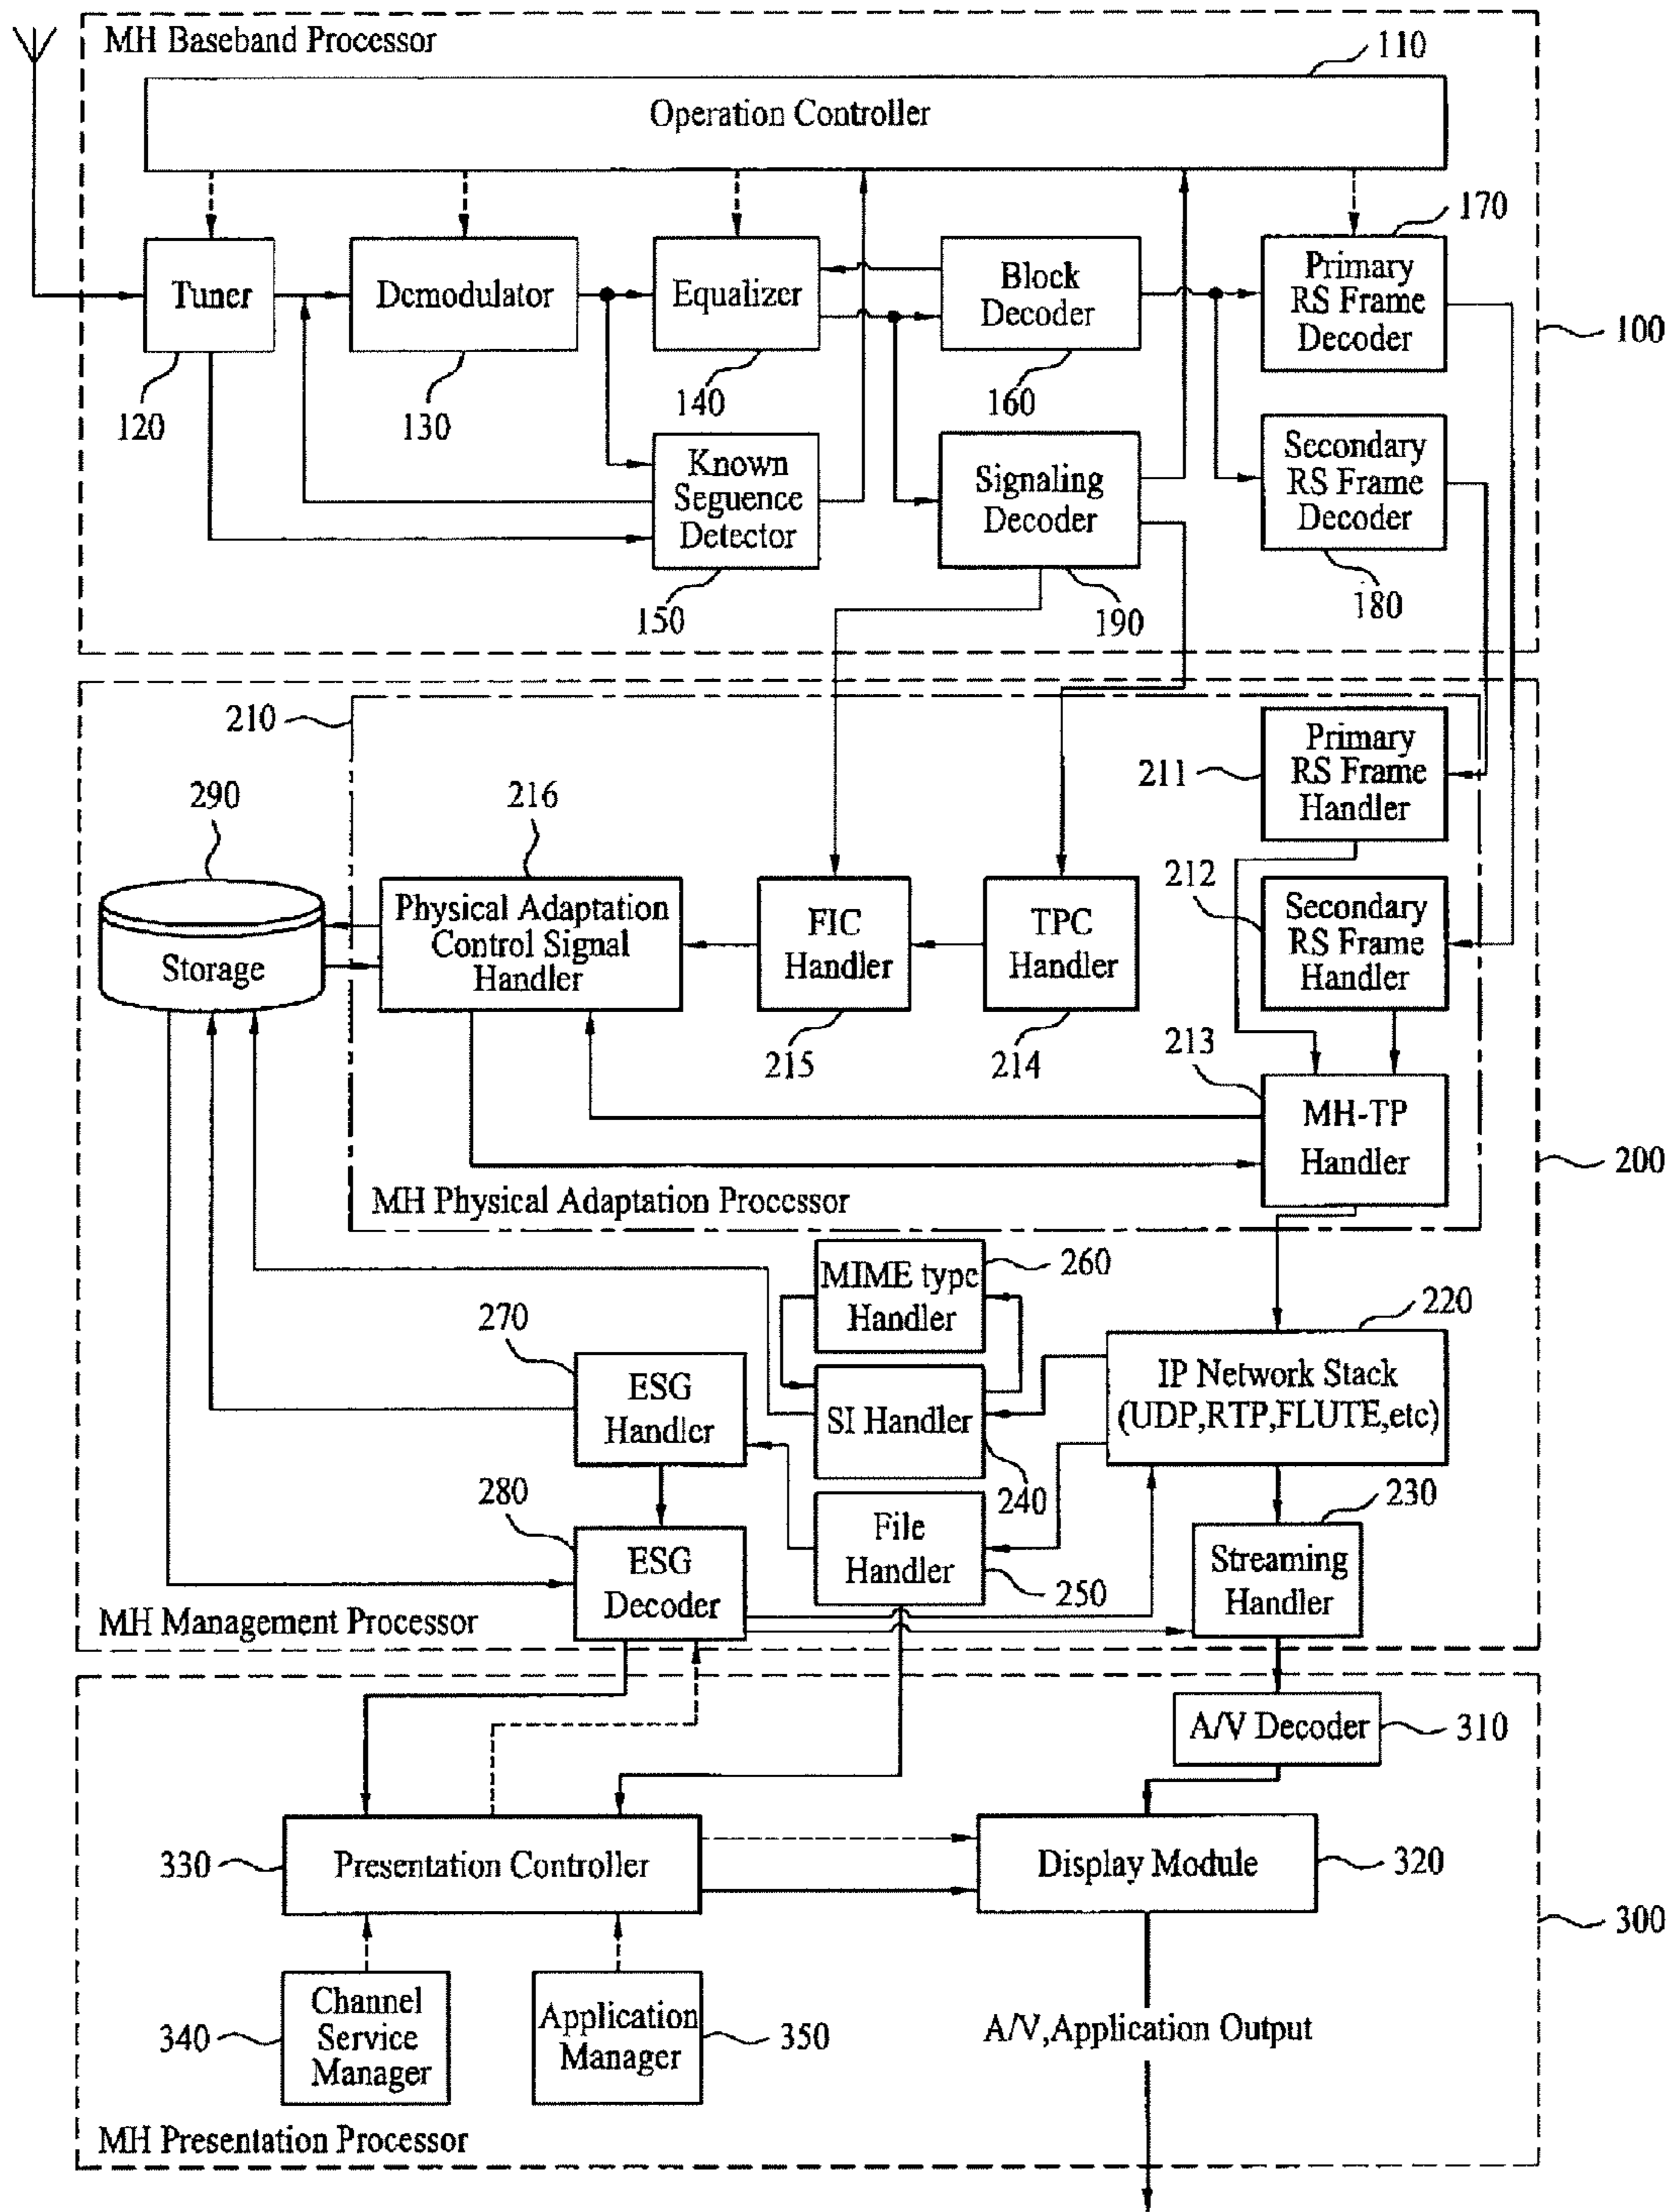 MH Baseband Processor
110
Operation Controller
170
Tuner
Demodulator
Equalizer
Block
Decoder
Primary
RS Frame
Decoder
100
120
130
140
160
Known
Seguence
Detector
Signaling
Decoder
Secondary
RS Frame
Decoder
150
190
180
210
Primary
RS Frame
Handler
211
290
216
212
Physical Adaptation
Control Signal
Handler
FIC
Handler
TPC
Handler
Secondary
RS Frame
Handler
Storage
215
214
213
MH-TP
Handler
200
MH Physical Adaptation Processor
MIME type
Handler
260
270
220
ESG
Handler
SI Handler
IP Network Stack
(UDP,RTP,FLUTE,etc)
280
240
230
ESG
Decoder
File
Handler
250
Streaming
Handler
MH Management Processor
A/V Decoder
310
330
Presentation Controller
Display Module
320
300
340
Channel
Service
Manager
Application
Manager
350
A/V,Application Output
MH Presentation Processor